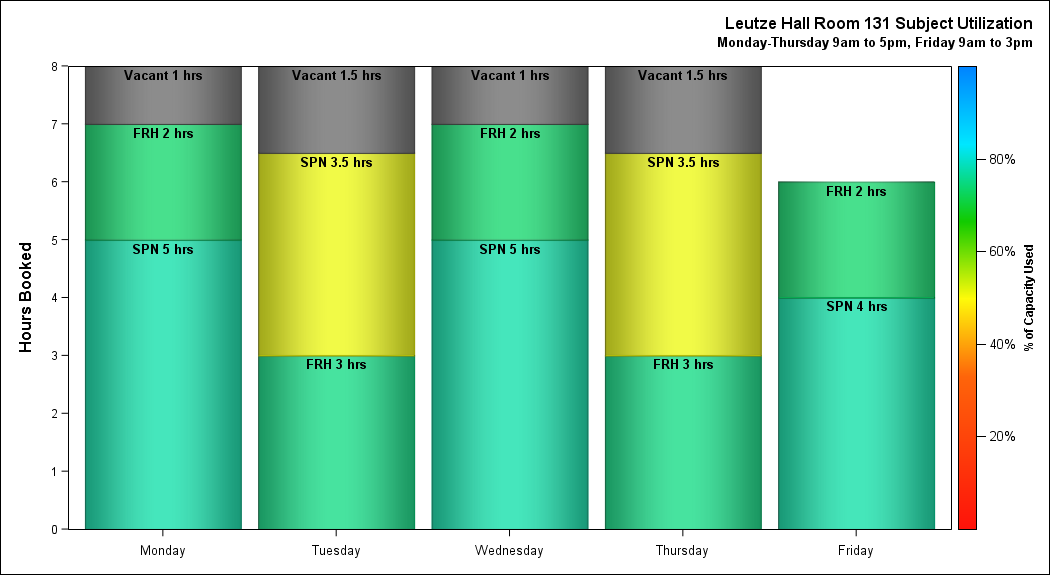 Leutze Hall Room 131 Subject Utilization
Monday-Thursday 9am to 5pm, Friday 9am to 3pm
Hours Booked
8
7
6
5
4
3
2
1
0
Vacant 1 hrs
FRH 2 hrs
SPN 5 hrs
Vacant 1.5 hrs
SPN 3.5 hrs
FRH 3 hrs
Vacant 1 hrs
FRH 2 hrs
SPN 5 hrs
Vacant 1.5 hrs
SPN 3.5 hrs
FRH 3 hrs
FRH 2 hrs
SPN 4 hrs
Monday
Tuesday
Wednesday
Thursday
Friday
80%
60%
40%
20%
% of Capacity Used